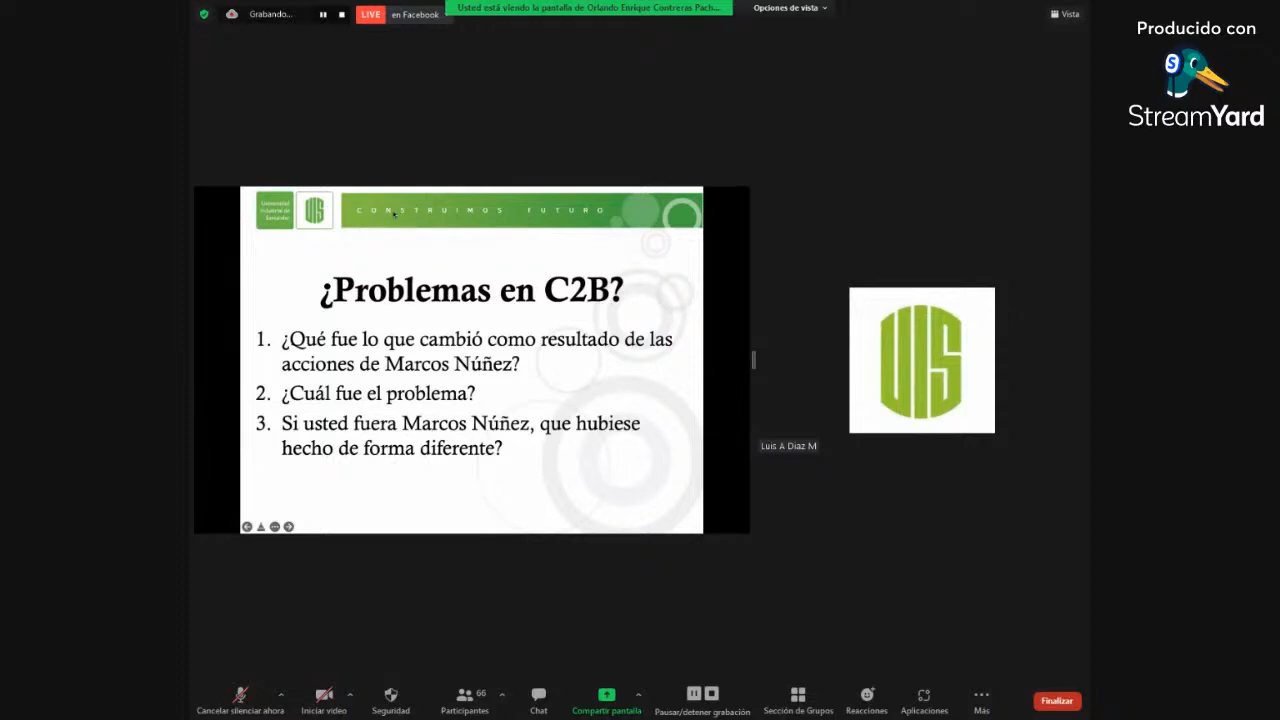 Grabando...
LIVE en Facebook
Usted está viendo la pantalla de Orlando Enrique Contreras Pach...
Opciones de vista
Vista
Producido con
StreamYard
Universidad
Industrial de
Santander
UIS
CONSTRUIMOS FUTURO
¿Problemas en C2B?
1. ¿Qué fue lo que cambió como resultado de las
acciones de Marcos Núñez?
2. ¿Cuál fue el problema?
3. Si usted fuera Marcos Núñez, que hubiese
hecho de forma diferente?
UIS
Luis A Diaz M
Cancelar silenciar ahora
Iniciar video
Seguridad
Participantes 66
Chat
Compartir pantalla
Pausar/detener grabación
Sección de Grupos
Reacciones
Aplicaciones
Más
Finalizar